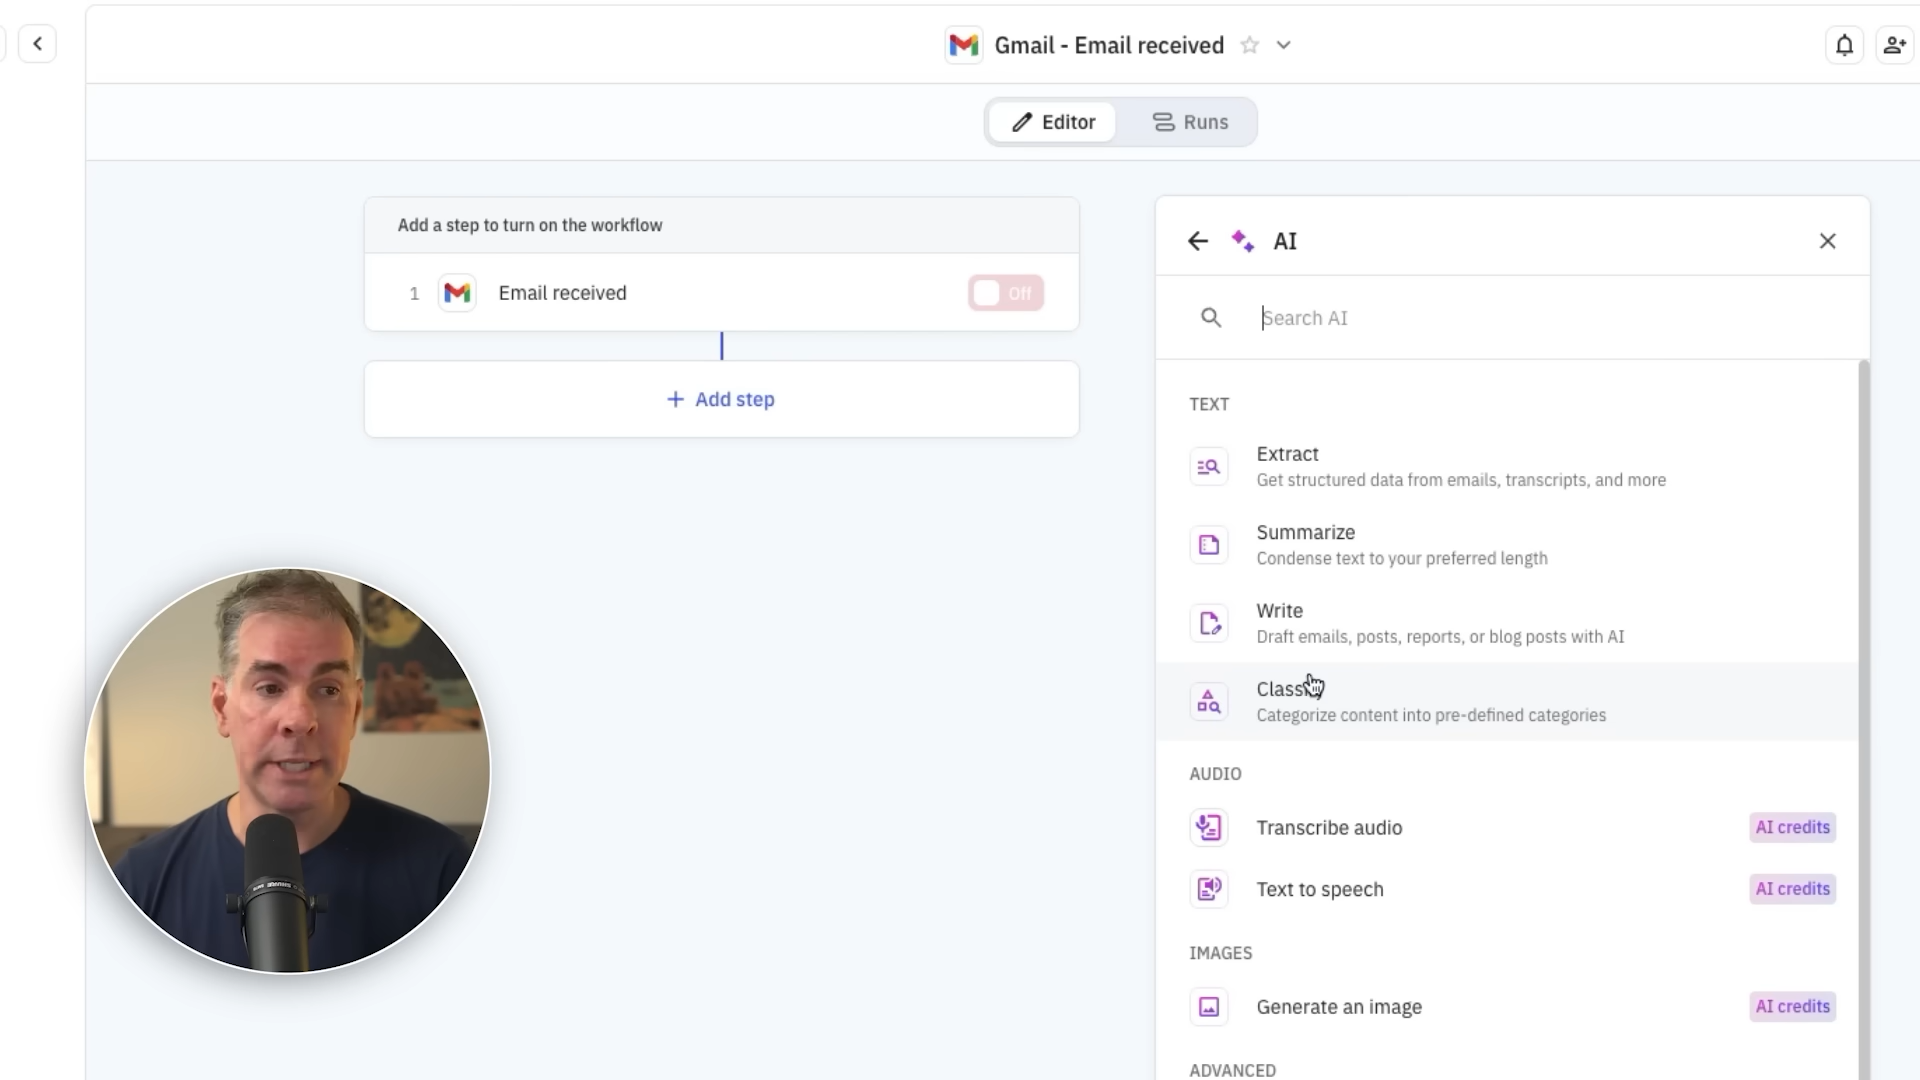 Gmail - Email received
Editor
Runs
Add a step to turn on the workflow
1 Email received Off
+ Add step
AI
Search AI
TEXT
Extract
Get structured data from emails, transcripts, and more
Summarize
Condense text to your preferred length
Write
Draft emails, posts, reports, or blog posts with AI
Classify
Categorize content into pre-defined categories
AUDIO
Transcribe audio AI credits
Text to speech AI credits
IMAGES
Generate an image AI credits
ADVANCED